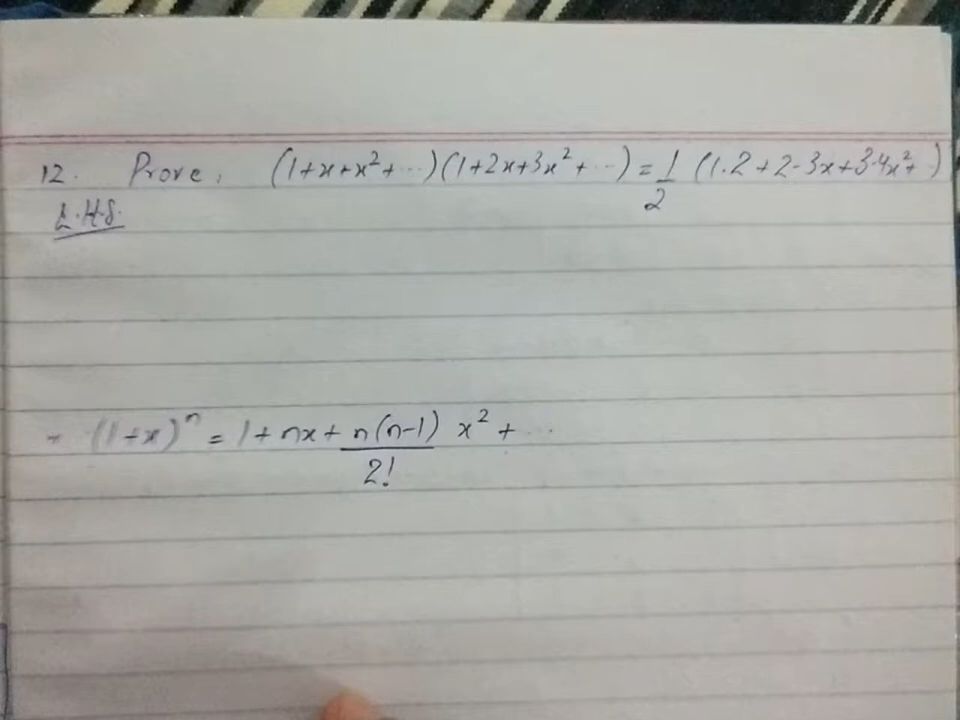 12. Prove, (1+x+x²+...)(1+2x+3x²+...) = 1/2 (1.2+2.3x+3.4x²+.)
L.H.S.
(1+x)ⁿ = 1+nx+n(n-1)/2! x²+...